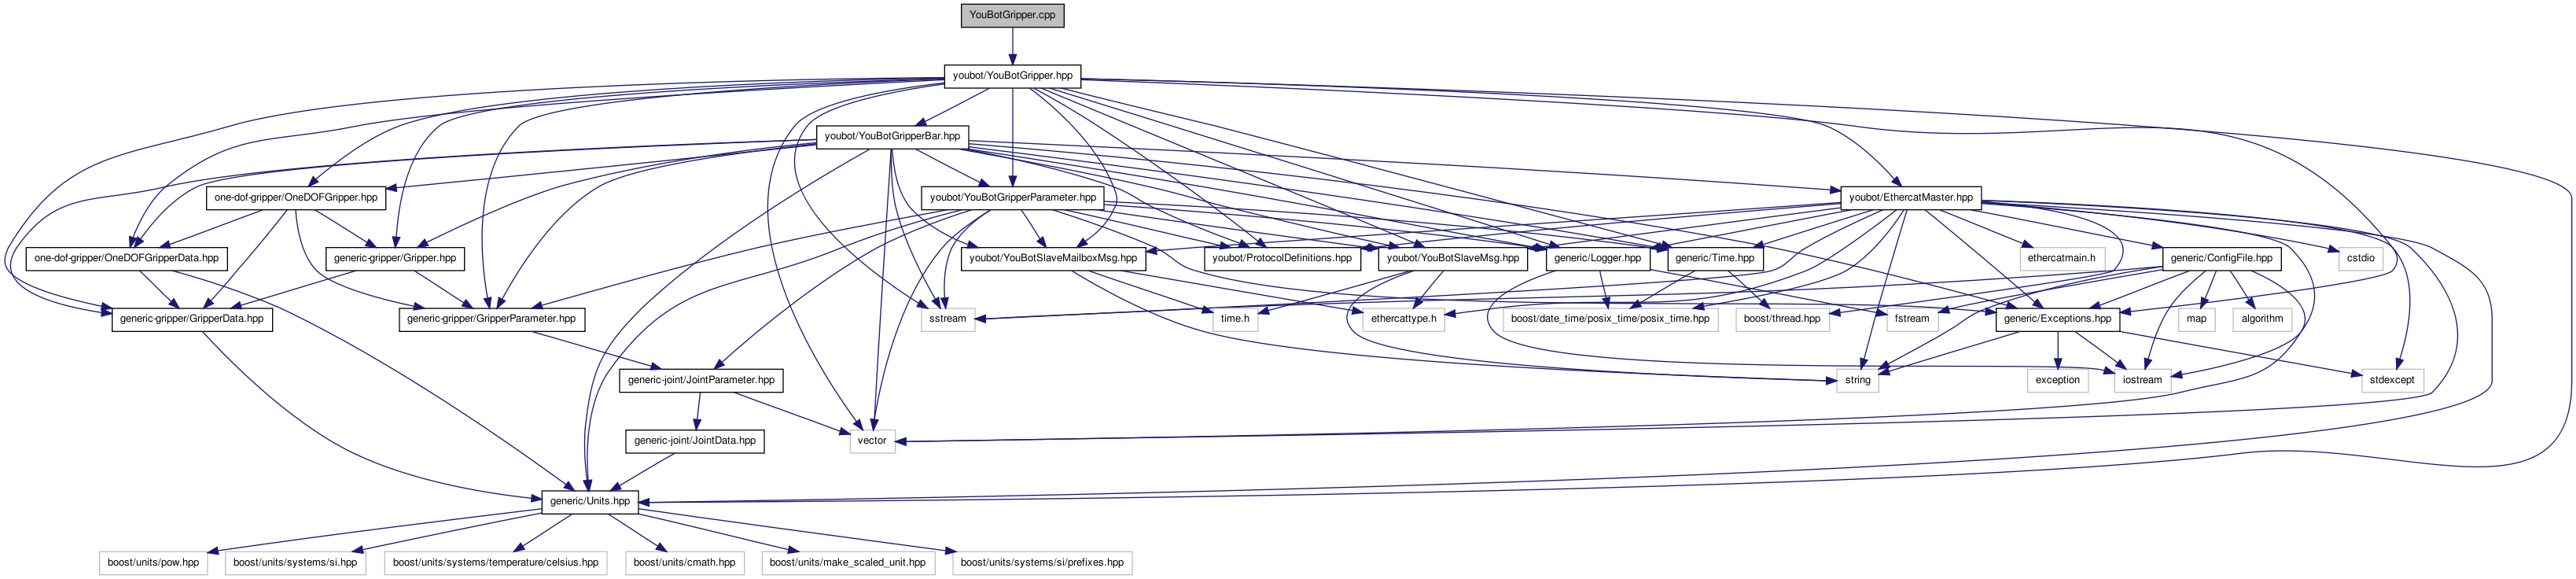 YouBotGripper.cpp
youbot/YouBotGripper.hpp
youbot/YouBotGripperBar.hpp
one-dof-gripper/OneDOFGripper.hpp
youbot/YouBotGripperParameter.hpp
youbot/EthercatMaster.hpp
one-dof-gripper/OneDOFGripperData.hpp
generic-gripper/Gripper.hpp
youbot/YouBotSlaveMailboxMsg.hpp
youbot/ProtocolDefinitions.hpp
youbot/YouBotSlaveMsg.hpp
generic/Logger.hpp
generic/Time.hpp
ethercatmain.h
generic/ConfigFile.hpp
cstdio
generic-gripper/GripperData.hpp
generic-gripper/GripperParameter.hpp
sstream
time.h
ethercattype.h
boost/date_time/posix_time/posix_time.hpp
boost/thread.hpp
fstream
generic/Exceptions.hpp
map
algorithm
generic-joint/JointParameter.hpp
string
exception
iostream
stdexcept
generic-joint/JointData.hpp
vector
generic/Units.hpp
boost/units/pow.hpp
boost/units/systems/si.hpp
boost/units/systems/temperature/celsius.hpp
boost/units/cmath.hpp
boost/units/make_scaled_unit.hpp
boost/units/systems/si/prefixes.hpp